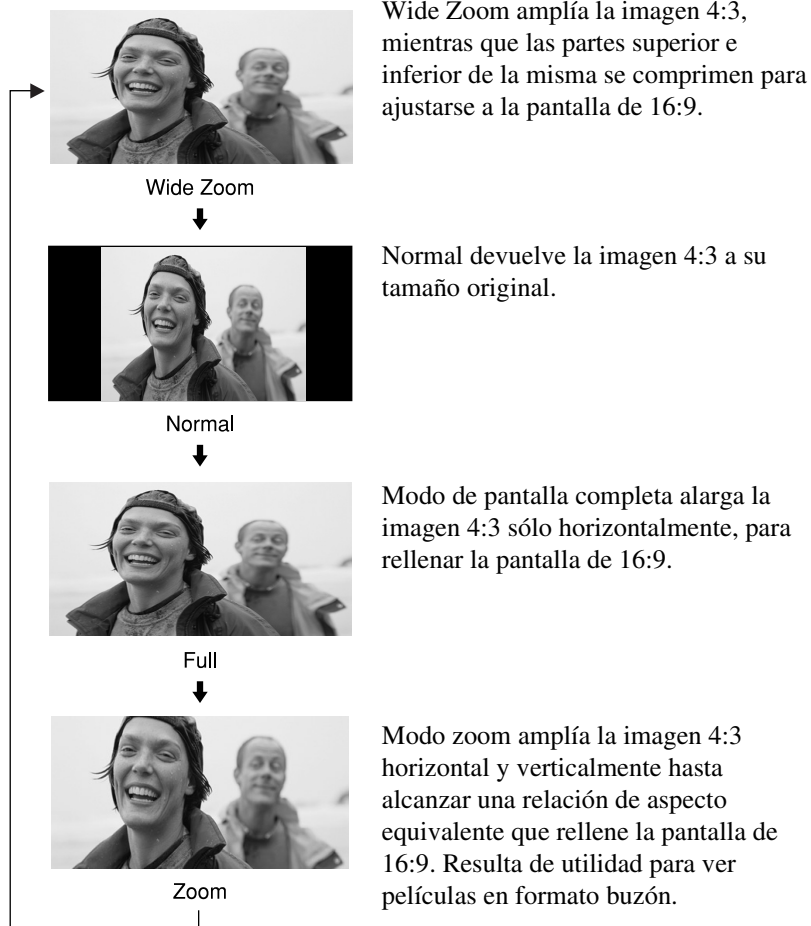 Wide Zoom amplía la imagen 4:3,
mientras que las partes superior e
inferior de la misma se comprimen para
ajustarse a la pantalla de 16:9.
Wide Zoom
Normal devuelve la imagen 4:3 a su
tamaño original.
Normal
Modo de pantalla completa alarga la
imagen 4:3 sólo horizontalmente, para
rellenar la pantalla de 16:9.
Full
Modo zoom amplía la imagen 4:3
horizontal y verticalmente hasta
alcanzar una relación de aspecto
equivalente que rellene la pantalla de
16:9. Resulta de utilidad para ver
películas en formato buzón.
Zoom